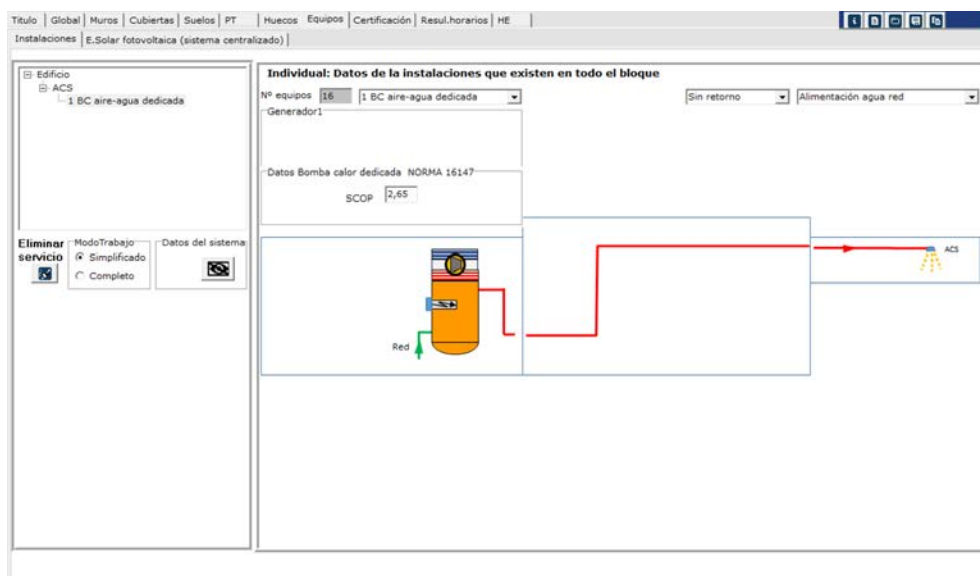 Titulo Global Muros Cubiertas Suelos PT Huecos Equipos Certificación Resul.horarios HE
Instalaciones E.Solar fotovoltaica (sistema centralizado)
Edificio
ACS
1 BC aire-agua dedicada
Individual: Datos de la instalaciones que existen en todo el bloque
Nº equipos 16 1 BC aire-agua dedicada Sin retorno Alimentación agua red
Generador1
Datos Bomba calor dedicada NORMA 16147
SCOP 2,65
Eliminar servicio
ModoTrabajo
Simplificado
Completo
Datos del sistema
Red
ACS